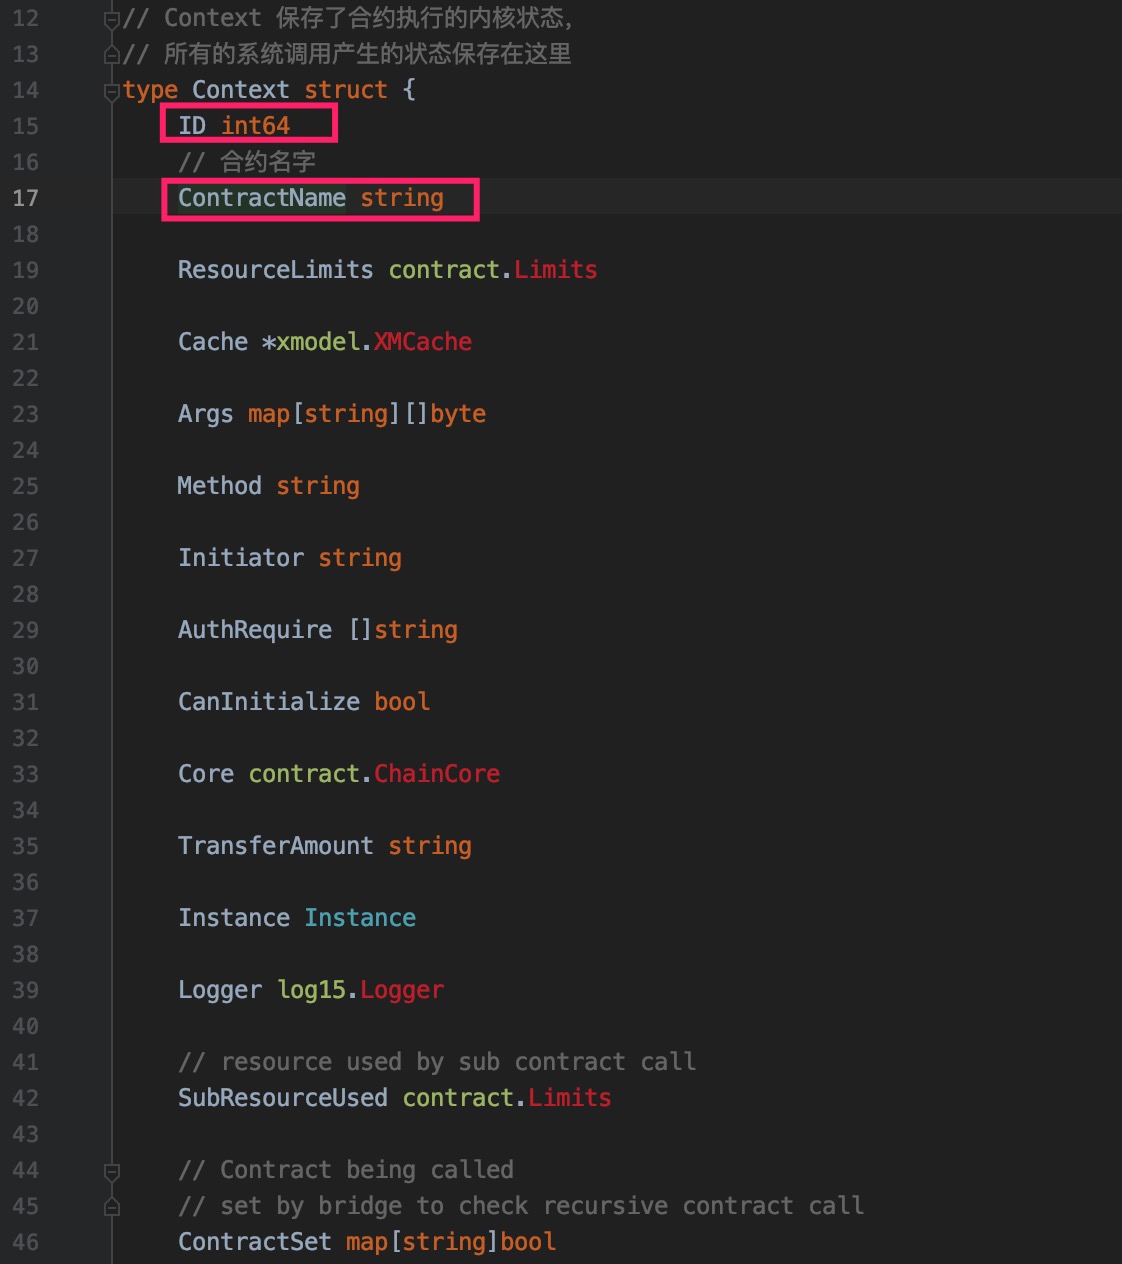 12 // Context 保存了合约执行的内核状态,
13 // 所有的系统调用产生的状态保存在这里
14 type Context struct {
15 ID int64
16 // 合约名字
17 ContractName string
18
19 ResourceLimits contract.Limits
20
21 Cache *xmodel.XMCache
22
23 Args map[string][]byte
24
25 Method string
26
27 Initiator string
28
29 AuthRequire []string
30
31 CanInitialize bool
32
33 Core contract.ChainCore
34
35 TransferAmount string
36
37 Instance Instance
38
39 Logger log15.Logger
40
41 // resource used by sub contract call
42 SubResourceUsed contract.Limits
43
44 // Contract being called
45 // set by bridge to check recursive contract call
46 ContractSet map[string]bool